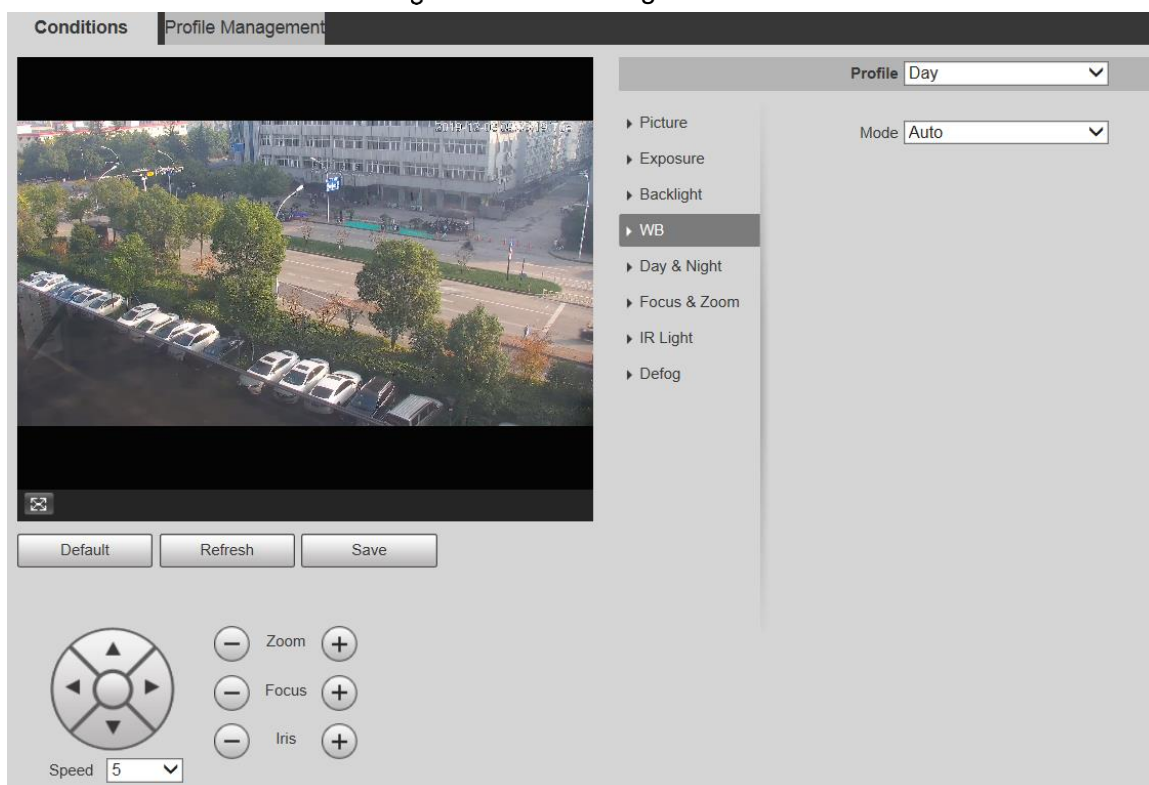 Conditions
Profile Management
Profile Day
Picture
Mode Auto
Exposure
Backlight
WB
Day & Night
Focus & Zoom
IR Light
Defog
Default Refresh Save
Zoom
Focus
Iris
Speed 5